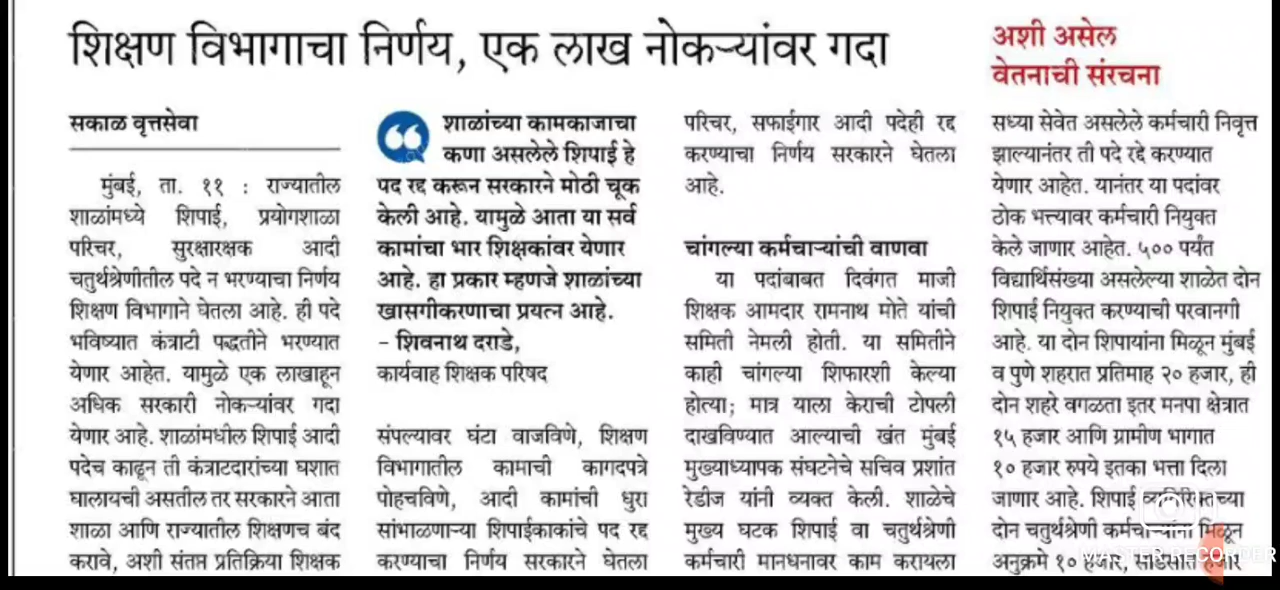 शिक्षण विभागाचा निर्णय, एक लाख नोकऱ्यांवर गदा
सकाळ वृत्तसेवा
मुंबई, ता. ११ : राज्यातील
शाळांमध्ये शिपाई, प्रयोगशाळा
परिचर, सुरक्षारक्षक आदी
चतुर्थश्रेणीतील पदे न भरण्याचा निर्णय
शिक्षण विभागाने घेतला आहे. ही पदे
भविष्यात कंत्राटी पद्धतीने भरण्यात
येणार आहेत. यामुळे एक लाखाहून
अधिक सरकारी नोकऱ्यांवर गदा
येणार आहे. शाळांमधील शिपाई आदी
पदेच काढून ती कंत्राटदारांच्या घशात
घालायची असतील तर सरकारने आता
शाळा आणि राज्यातील शिक्षणच बंद
करावे, अशी संतप्त प्रतिक्रिया शिक्षक
शाळांच्या कामकाजाचा
कणा असलेले शिपाई हे
पद रद्द करून सरकारने मोठी चूक
केली आहे. यामुळे आता या सर्व
कामांचा भार शिक्षकांवर येणार
आहे. हा प्रकार म्हणजे शाळांच्या
खासगीकरणाचा प्रयत्न आहे.
- शिवनाथ दराडे,
कार्यवाह शिक्षक परिषद
संपल्यावर घंटा वाजविणे, शिक्षण
विभागातील कामाची कागदपत्रे
पोहचविणे, आदी कामांची धुरा
सांभाळणाऱ्या शिपाईकाकांचे पद रद्द
करण्याचा निर्णय सरकारने घेतला
परिचर, सफाईगार आदी पदेही रद्द
करण्याचा निर्णय सरकारने घेतला
आहे.
चांगल्या कर्मचाऱ्यांची वाणवा
या पदांबाबत दिवंगत माजी
शिक्षक आमदार रामनाथ मोते यांची
समिती नेमली होती. या समितीने
काही चांगल्या शिफारशी केल्या
होत्या; मात्र याला केराची टोपली
दाखविण्यात आल्याची खंत मुंबई
मुख्याध्यापक संघटनेचे सचिव प्रशांत
रेडीज यांनी व्यक्त केली. शाळेचे
मुख्य घटक शिपाई वा चतुर्थश्रेणी
कर्मचारी मानधनावर काम करायला
अशी असेल
वेतनाची संरचना
सध्या सेवेत असलेले कर्मचारी निवृत्त
झाल्यानंतर ती पदे रद्दे करण्यात
येणार आहेत. यानंतर या पदांवर
ठोक भत्त्यावर कर्मचारी नियुक्त
केले जाणार आहेत. ५०० पर्यंत
विद्यार्थिसंख्या असलेल्या शाळेत दोन
शिपाई नियुक्त करण्याची परवानगी
आहे. या दोन शिपायांना मिळून मुंबई
व पुणे शहरात प्रतिमाह २० हजार, ही
दोन शहरे वगळता इतर मनपा क्षेत्रात
१५ हजार आणि ग्रामीण भागात
१० हजार रुपये इतका भत्ता दिला
जाणार आहे. शिपाई व्यतिरिक्तच्या
दोन चतुर्थश्रेणी कर्मचाऱ्यांना मिळून
अनुक्रमे १० हजार, साडेसात हजार
MASTER RECORDER